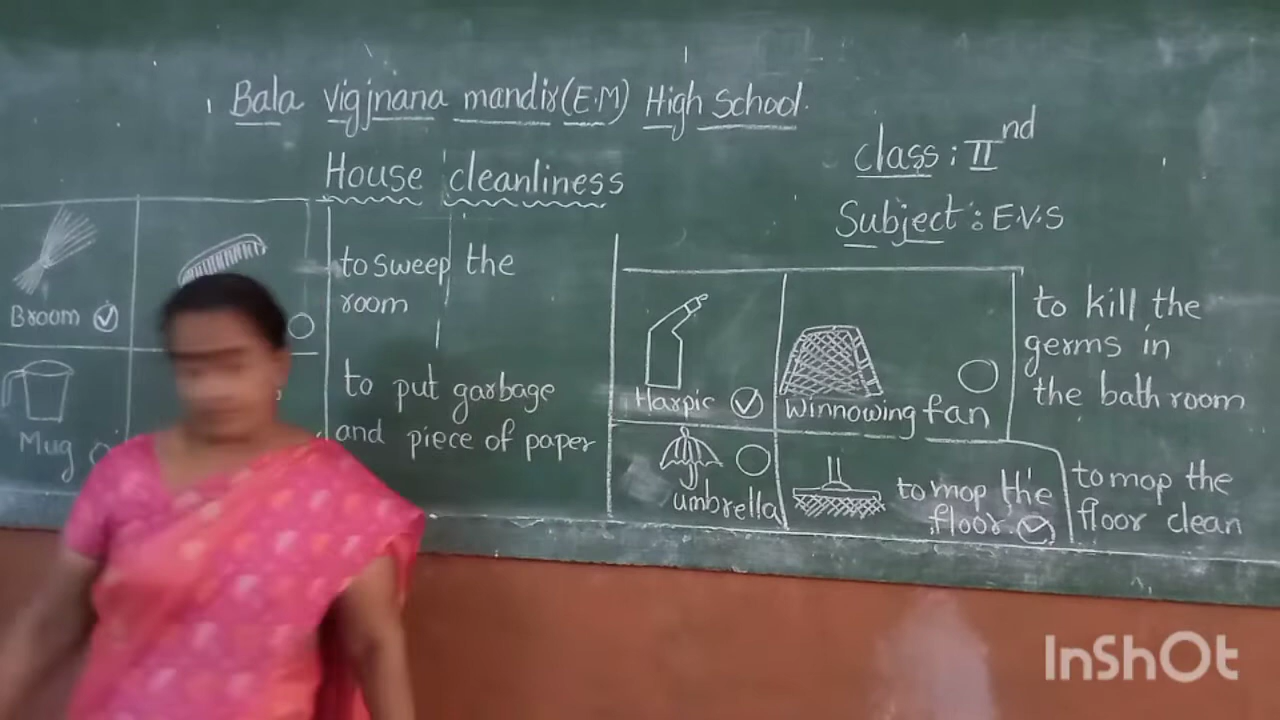 Bala vigjnana mandir(E.M) High School.
House cleanliness
class : IInd
Subject : E.V.S
Broom
Mug
to sweep the
room
to put garbage
and piece of paper
Harpic
Winnowing fan
umbrella
to mop the
floor.
to kill the
germs in
the bath room
to mop the
floor clean
InShOt